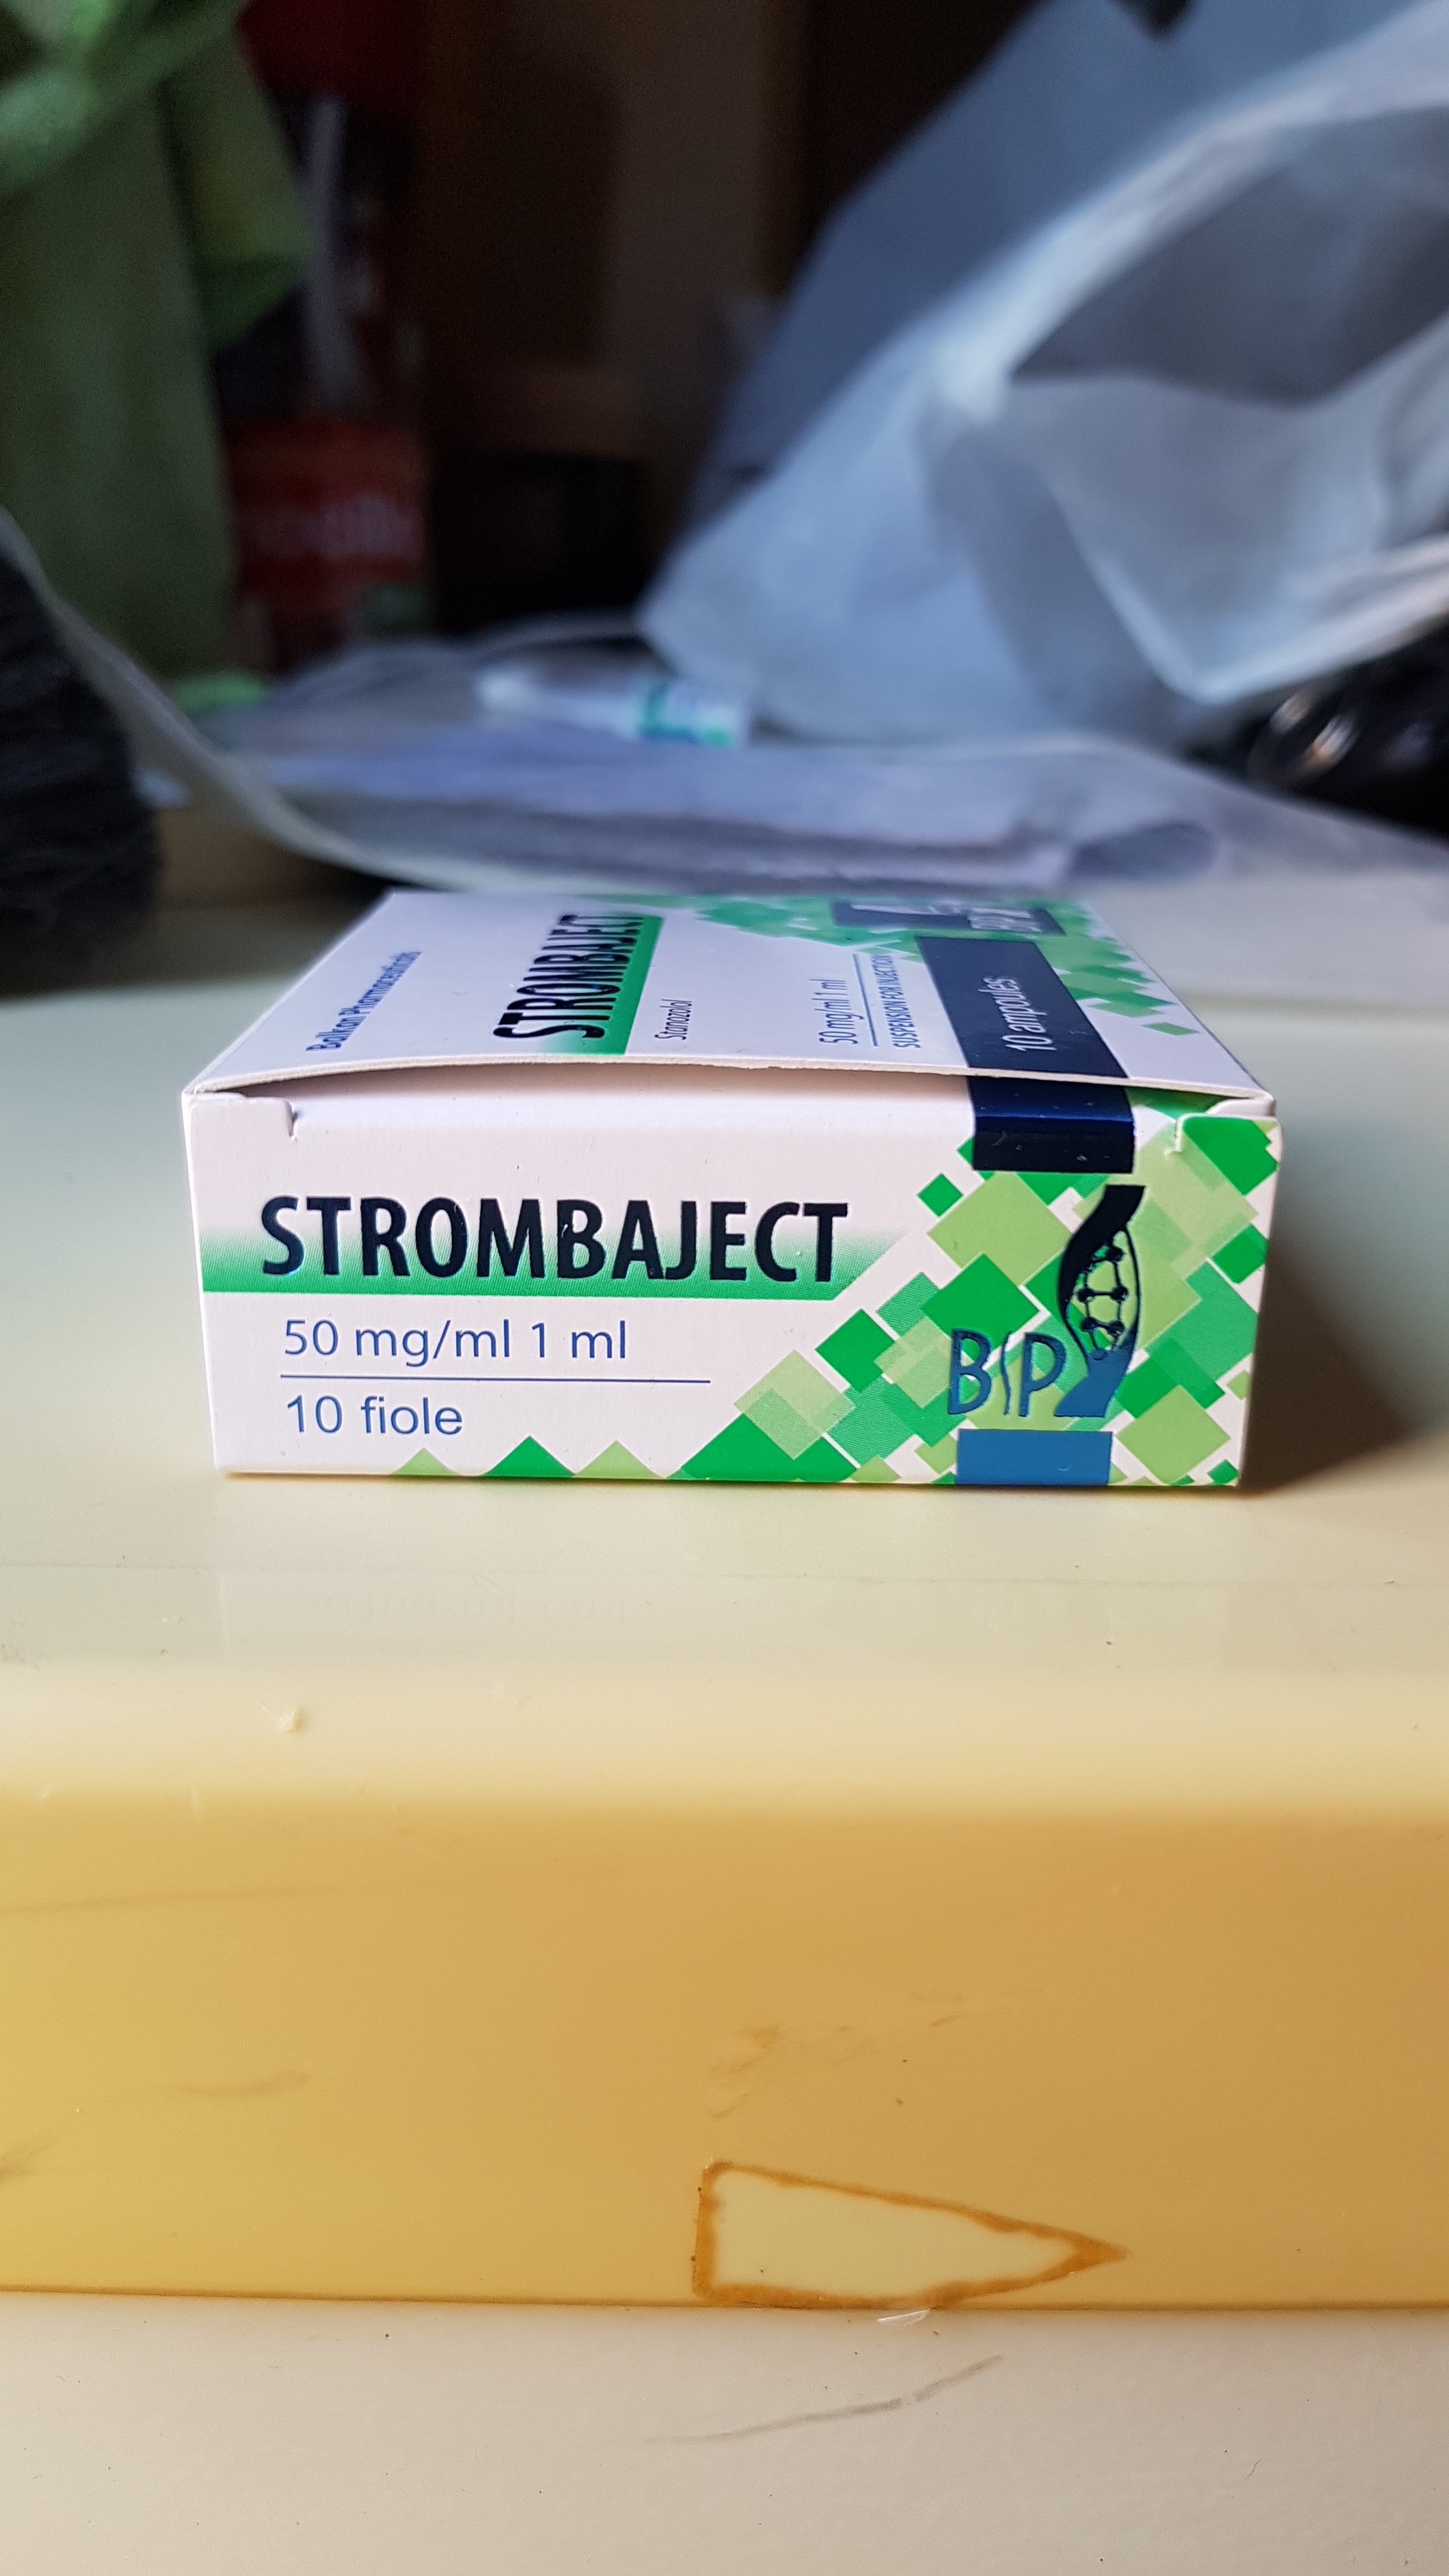 Balkan Pharmaceuticals
STROMBAJECT
Stanozolol
50 mg/ml 1 ml
SUSPENSION FOR INJECTION
10 ampoules
STROMBAJECT
50 mg/ml 1 ml
10 fiole
BP